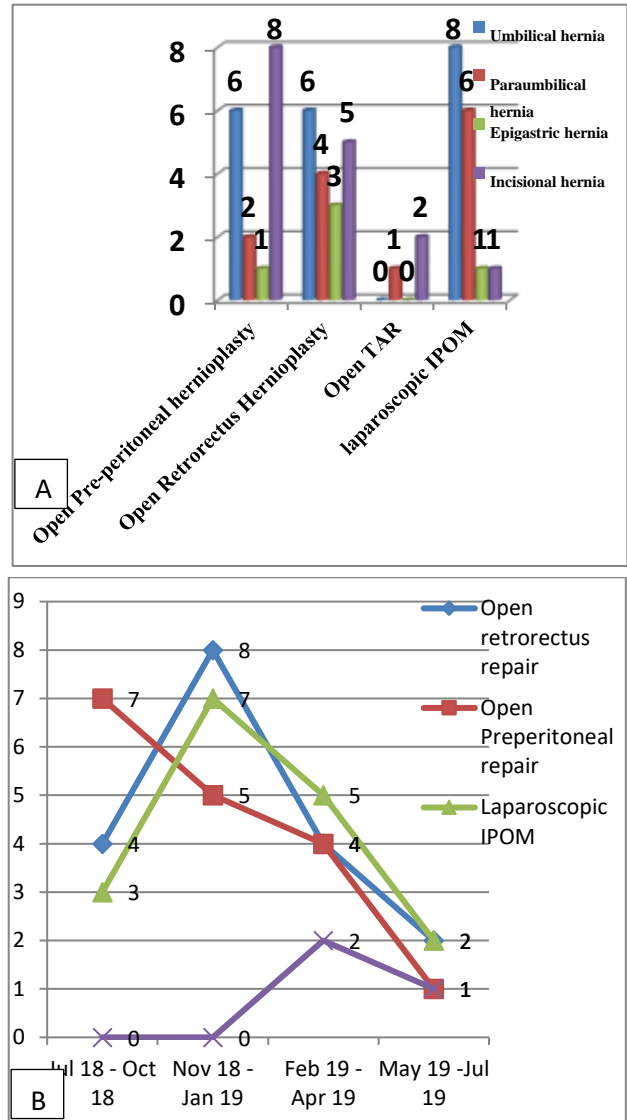 8
6
4
2
0
6
2
1
8
6
4
3
5
0
1
0
2
8
6
1
1
Umbilical hernia
Paraumbilical
hernia
Epigastric hernia
Incisional hernia
Open Pre-peritoneal hernioplasty
Open Retrorectus Hernioplasty
Open TAR
laparoscopic IPOM
A
9
8
7
6
5
4
3
2
1
0
4
8
4
2
7
5
4
1
3
7
5
2
0
0
2
1
Open
retrorectus
repair
Open
Preperitoneal
repair
Laparoscopic
IPOM
Jul 18 - Oct
18
Nov 18 -
Jan 19
Feb 19 -
Apr 19
May 19 -Jul
19
B